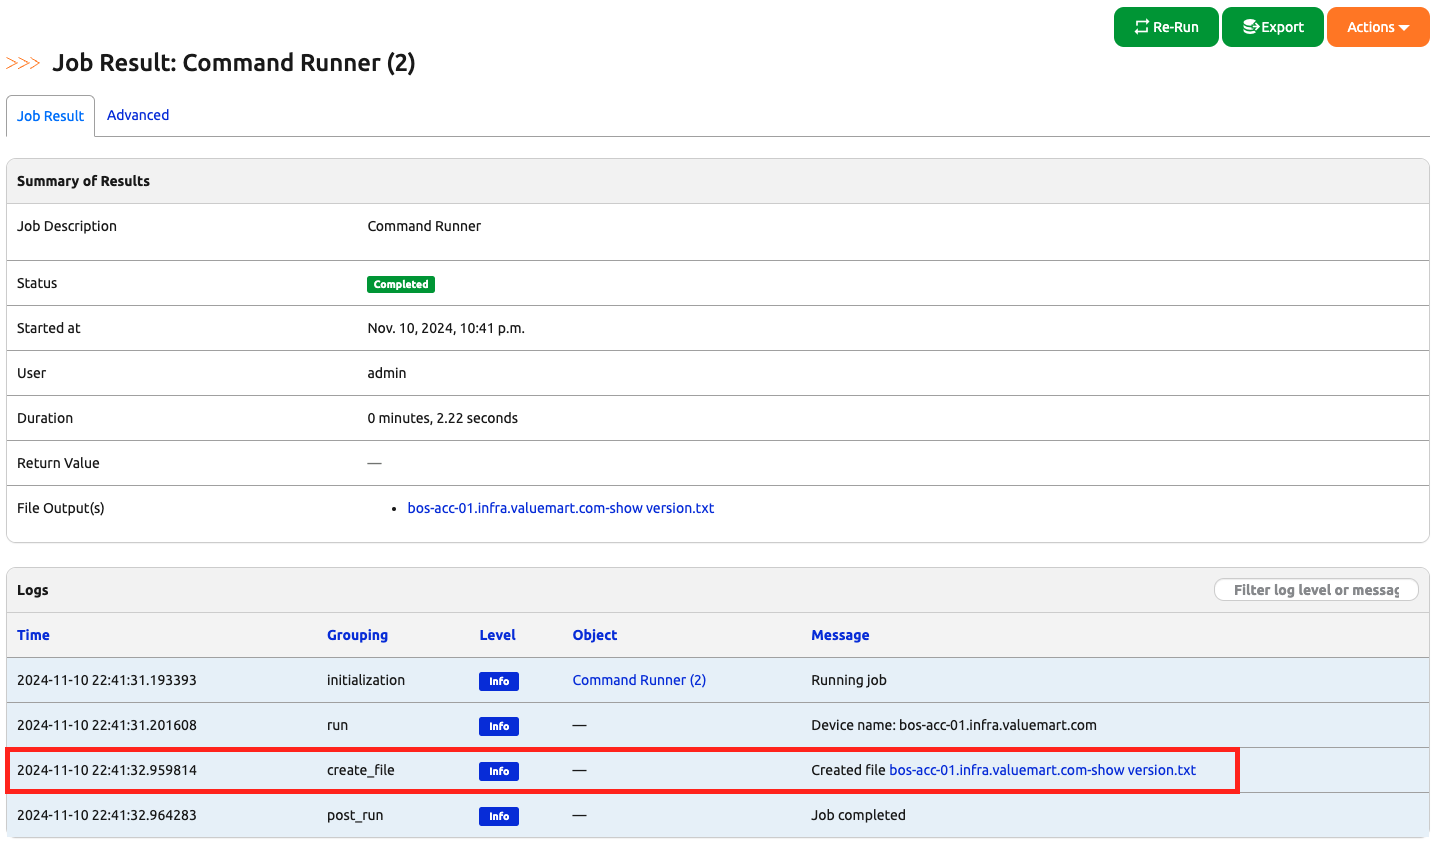 Re-Run Export Actions
>>> Job Result: Command Runner (2)
Job Result Advanced
Summary of Results
Job Description Command Runner
Status Completed
Started at Nov. 10, 2024, 10:41 p.m.
User admin
Duration 0 minutes, 2.22 seconds
Return Value —
File Output(s) • bos-acc-01.infra.valuemart.com-show version.txt
Logs Filter log level or messag
Time Grouping Level Object Message
2024-11-10 22:41:31.193393 initialization Info Command Runner (2) Running job
2024-11-10 22:41:31.201608 run Info — Device name: bos-acc-01.infra.valuemart.com
2024-11-10 22:41:32.959814 create_file Info — Created file bos-acc-01.infra.valuemart.com-show version.txt
2024-11-10 22:41:32.964283 post_run Info — Job completed